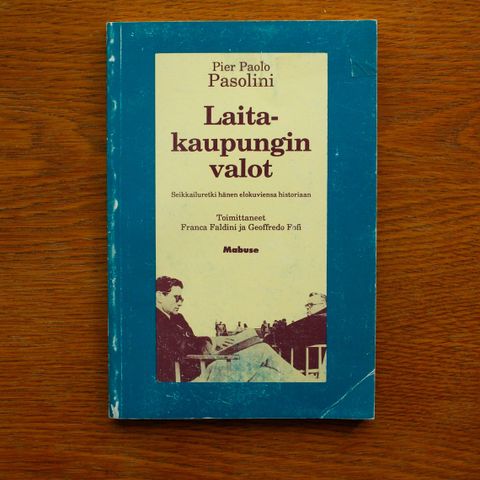 Pier Paolo
Pasolini
Laita-
kaupungin
valot
Seikkailuretki hänen elokuviensa historiaan
Toimittaneet
Franca Faldini ja Geoffredo Fofi
Mabuse